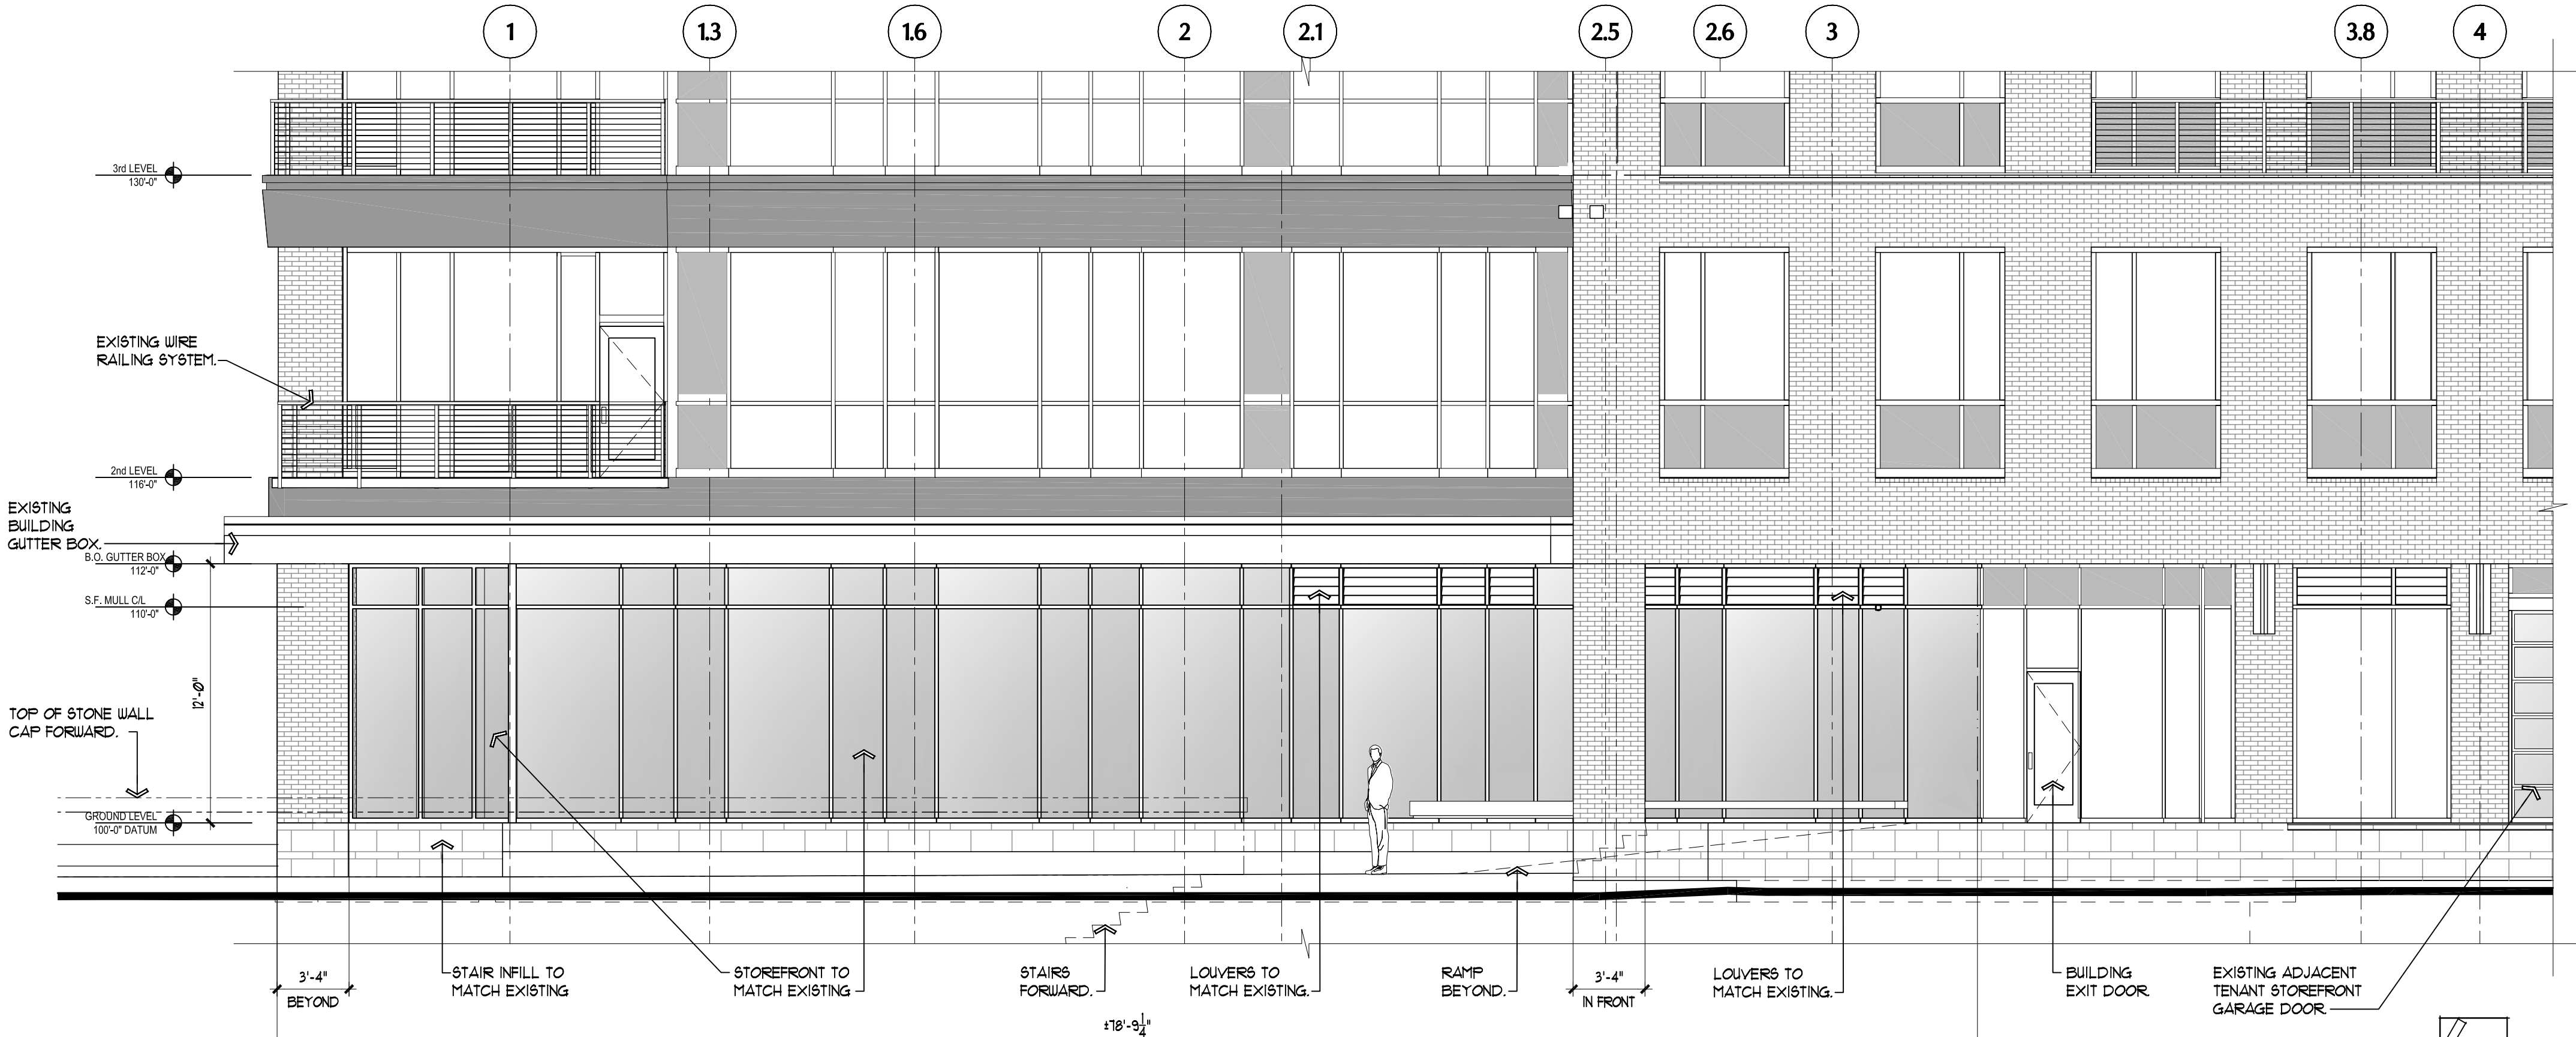 1
1.3
1.6
2
2.1
2.5
2.6
3
3.8
4
3rd LEVEL
130'-0"
EXISTING WIRE
RAILING SYSTEM.
2nd LEVEL
116'-0"
EXISTING
BUILDING
GUTTER BOX.
B.O. GUTTER BOX
112'-0"
S.F. MULL C/L
110'-0"
12'-0"
TOP OF STONE WALL
CAP FORWARD.
GROUND LEVEL
100'-0" DATUM
3'-4"
BEYOND
STAIR INFILL TO
MATCH EXISTING
STOREFRONT TO
MATCH EXISTING
STAIRS
FORWARD.
LOUVERS TO
MATCH EXISTING.
RAMP
BEYOND.
3'-4"
IN FRONT
LOUVERS TO
MATCH EXISTING.
BUILDING
EXIT DOOR.
EXISTING ADJACENT
TENANT STOREFRONT
GARAGE DOOR.
±78'-9 1/4"